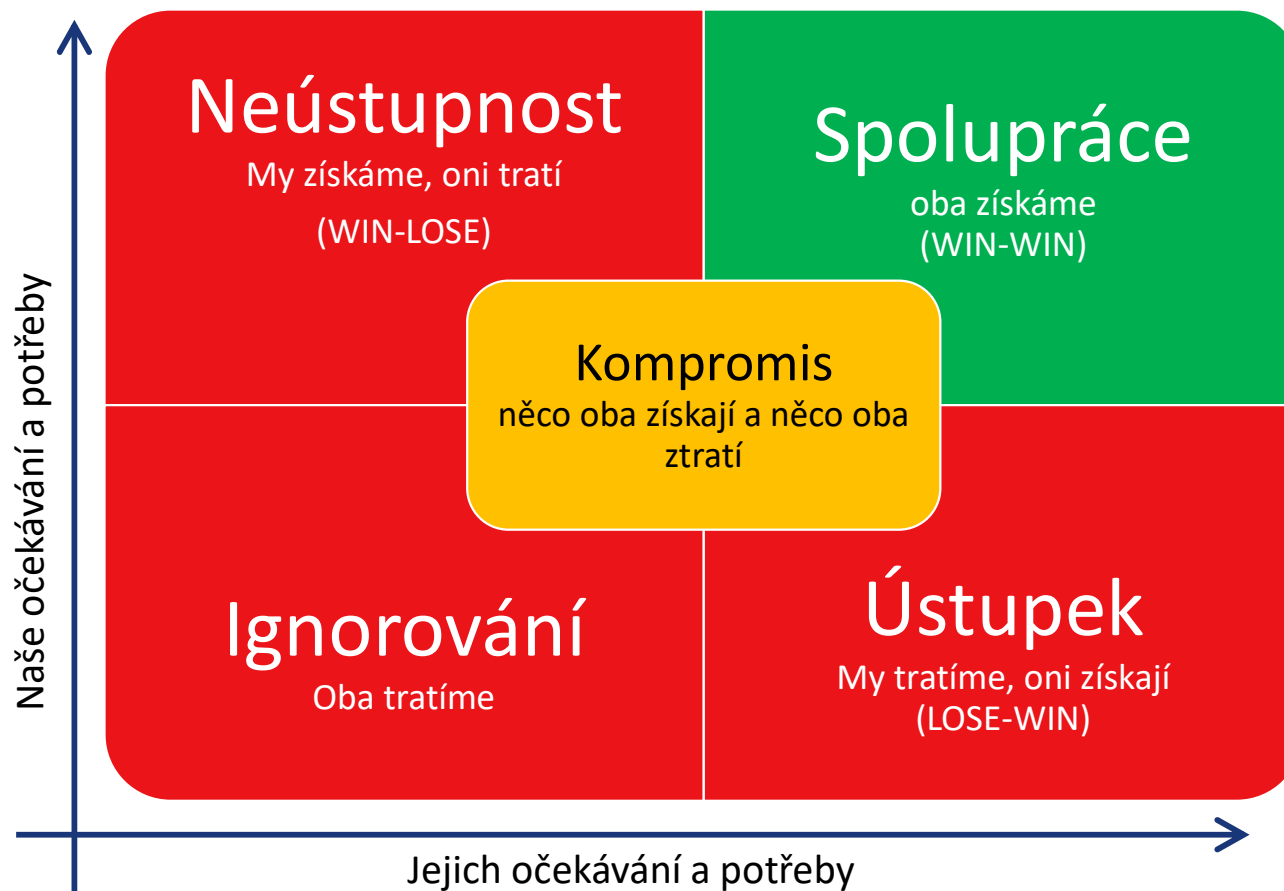 Naše očekávání a potřeby
Neústupnost
My získáme, oni tratí
(WIN-LOSE)
Spolupráce
oba získáme
(WIN-WIN)
Kompromis
něco oba získají a něco oba
ztratí
Ignorování
Oba tratíme
Ústupek
My tratíme, oni získají
(LOSE-WIN)
Jejich očekávání a potřeby